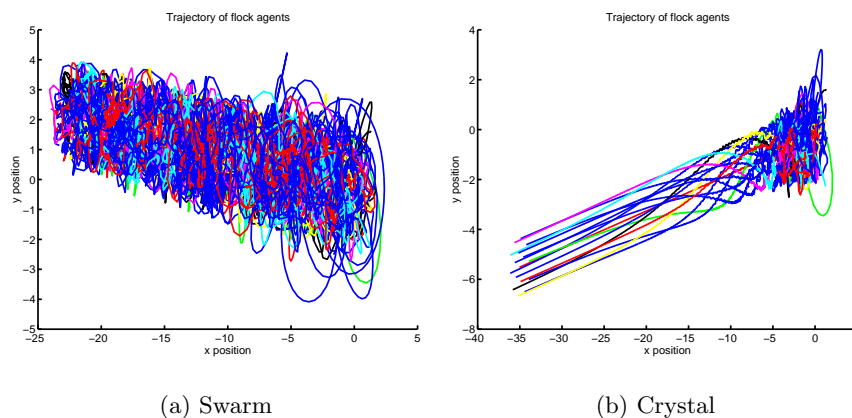 Trajectory of flock agents
5
4
3
2
1
0
−1
−2
−3
−4
−5
−25 −20 −15 −10 −5 0 5
x position
y position
(a) Swarm
Trajectory of flock agents
4
2
0
−2
−4
−6
−8
−40 −35 −30 −25 −20 −15 −10 −5 0 5
x position
y position
(b) Crystal